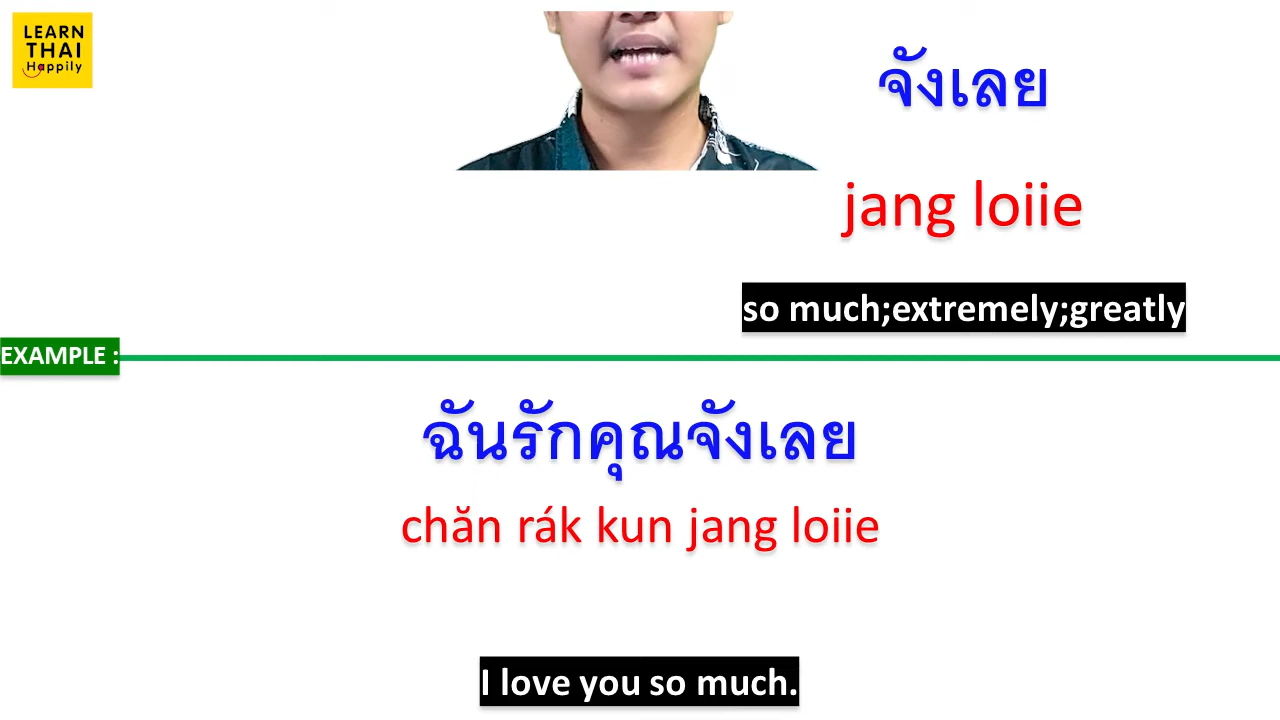 LEARN
THAI
Happily
จังเลย
jang loiie
so much;extremely;greatly
EXAMPLE :
ฉันรักคุณจังเลย
chăn rák kun jang loiie
I love you so much.